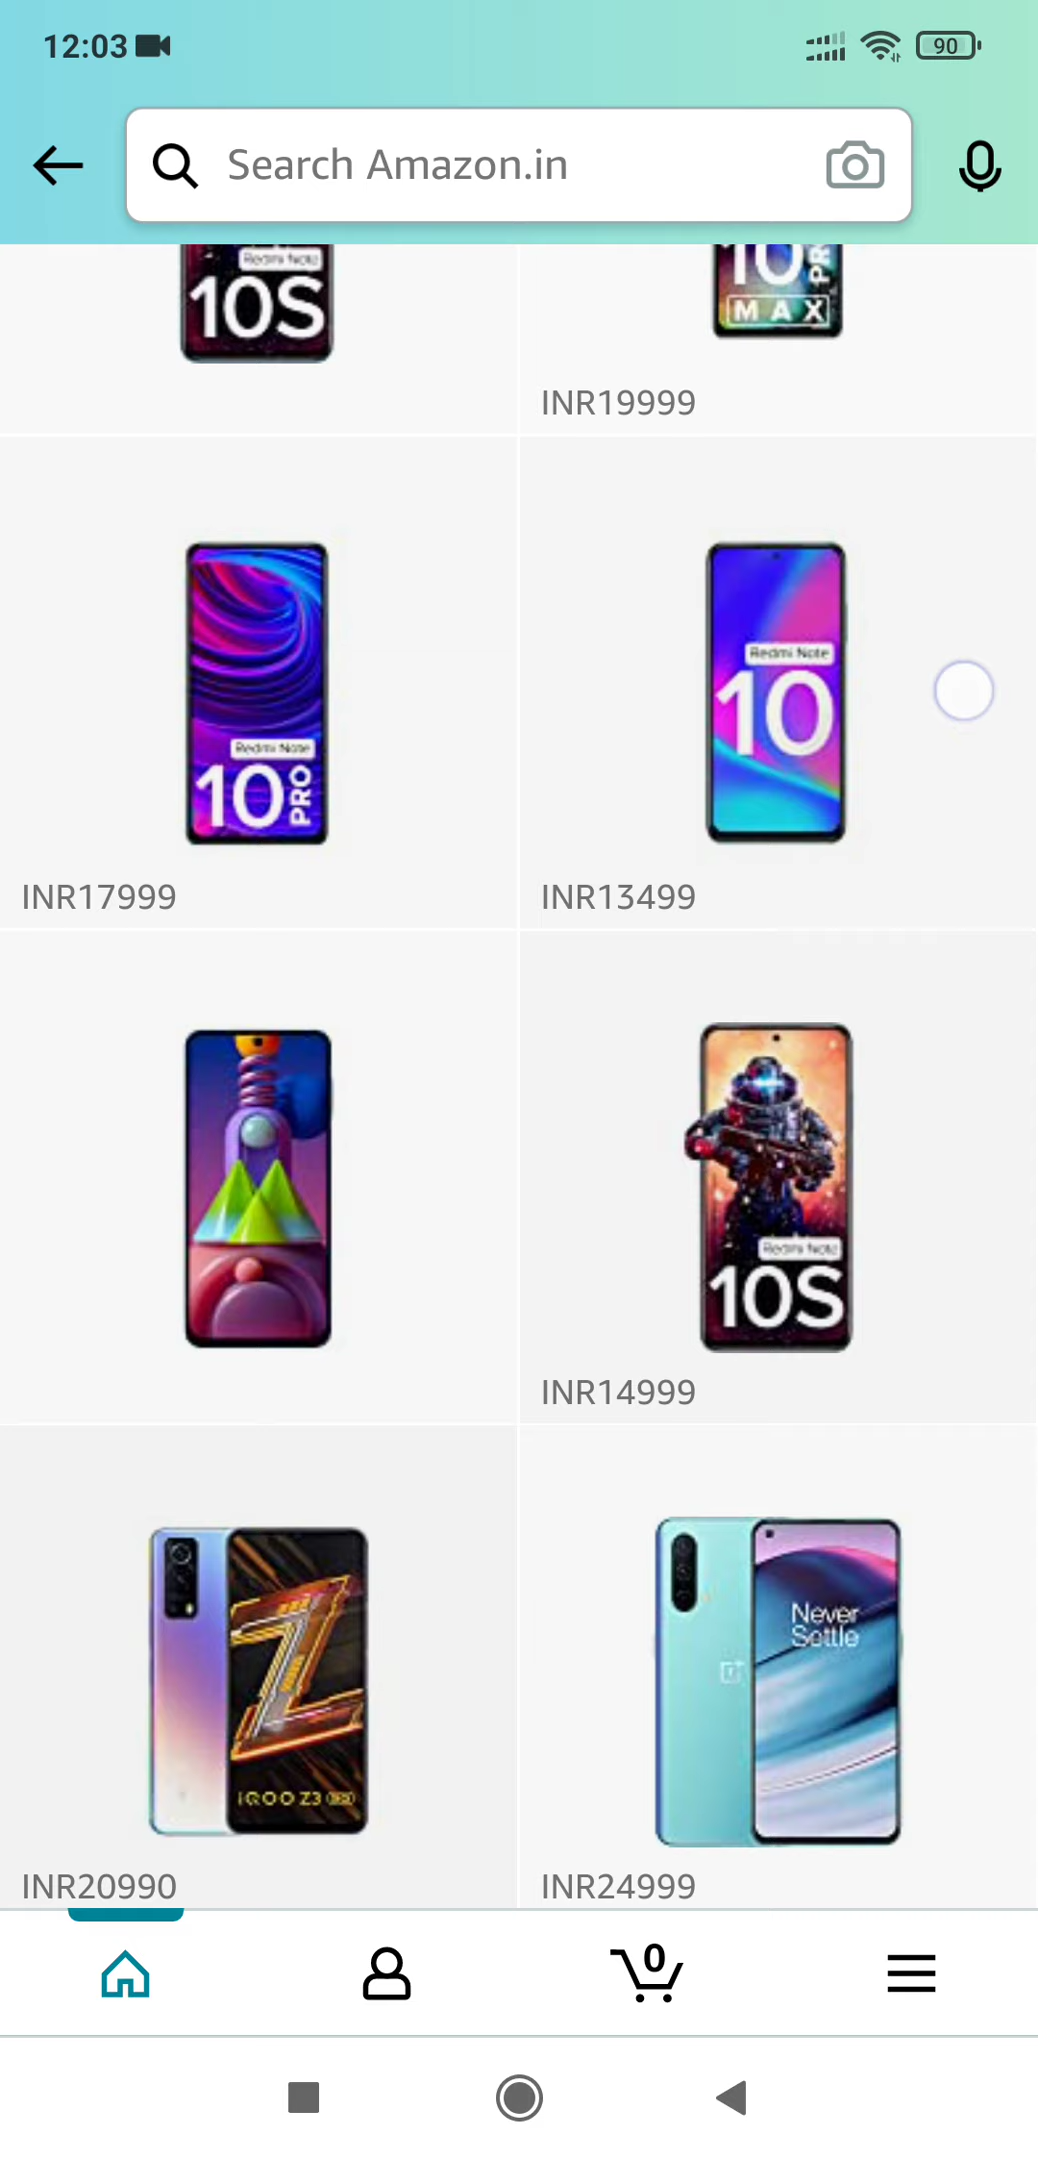 12:03
90
Search Amazon.in
Redmi Note
10S
10 PRO
MAX
INR19999
Redmi Note
10 PRO
Redmi Note
10
INR17999
INR13499
Redmi Note
10S
INR14999
Z
iQOO Z3
Never
Settle
INR20990
INR24999
0